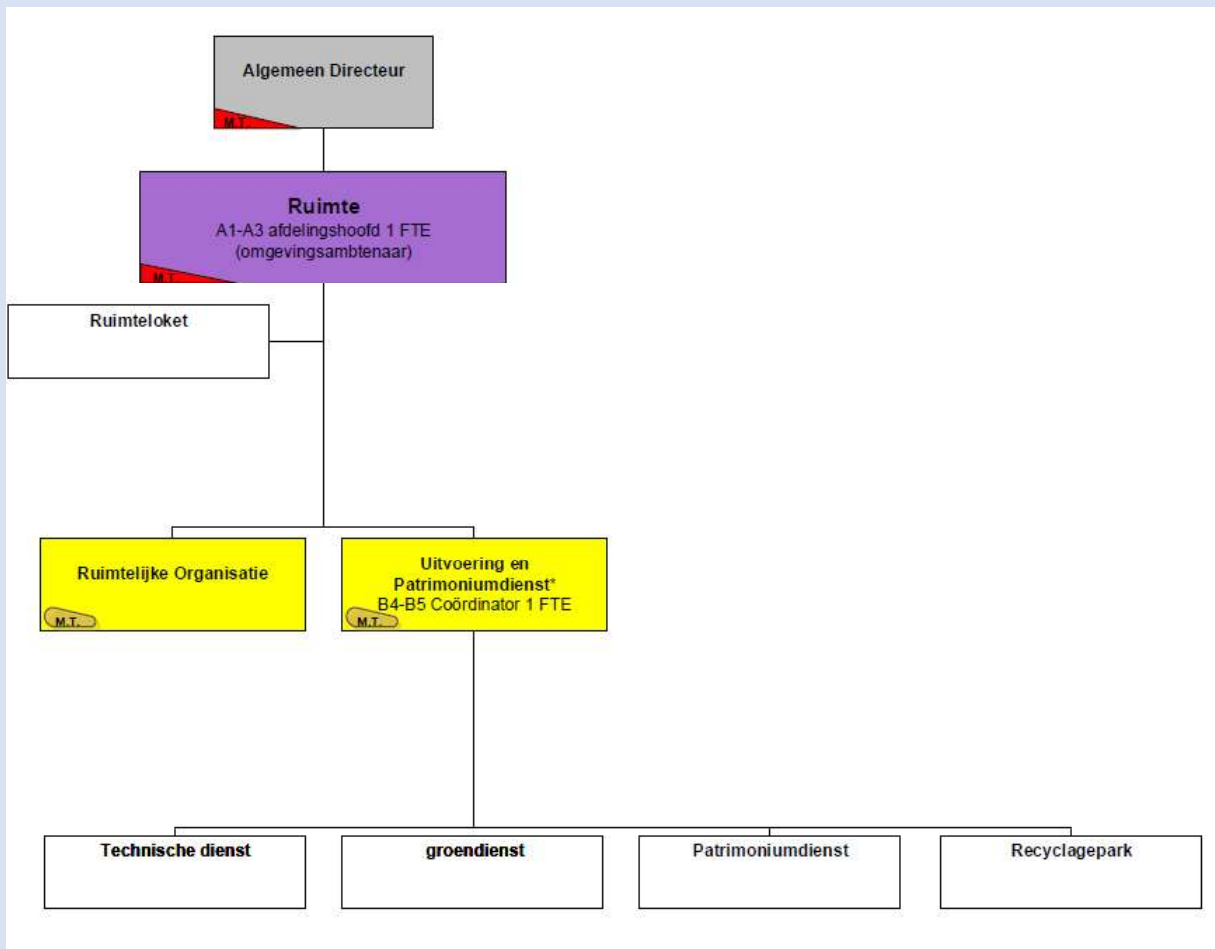 Algemeen Directeur
M.T.
Ruimte
A1-A3 afdelingshoofd 1 FTE
(omgevingsambtenaar)
M.T.
Ruimteloket
Ruimtelijke Organisatie
M.T.
Uitvoering en
Patrimoniumdienst*
B4-B5 Coördinator 1 FTE
M.T.
Technische dienst
groendienst
Patrimoniumdienst
Recyclagepark